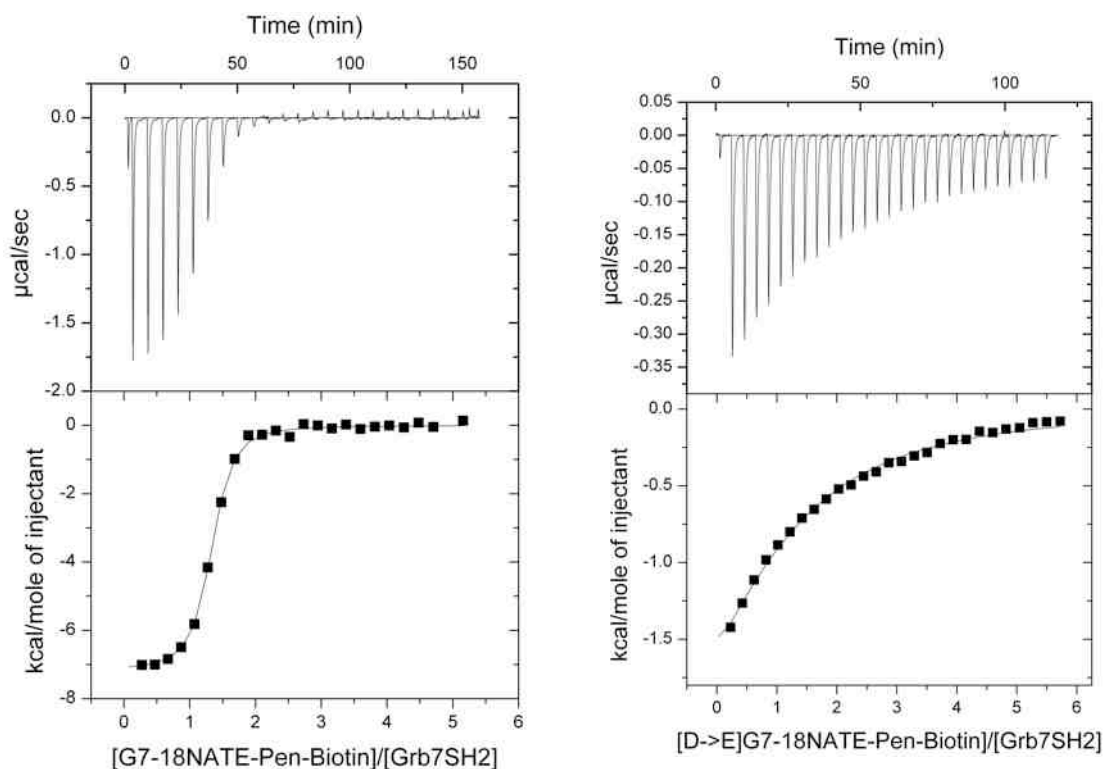 Time (min)
0 50 100 150
0.0
-0.5
-1.0
-1.5
-2.0
µcal/sec
0
-2
-4
-6
-8
kcal/mole of injectant
0 1 2 3 4 5 6
[G7-18NATE-Pen-Biotin]/[Grb7SH2]
Time (min)
0 50 100
0.05
0.00
-0.05
-0.10
-0.15
-0.20
-0.25
-0.30
-0.35
µcal/sec
0.0
-0.5
-1.0
-1.5
kcal/mole of injectant
0 1 2 3 4 5 6
[D->E]G7-18NATE-Pen-Biotin]/[Grb7SH2]